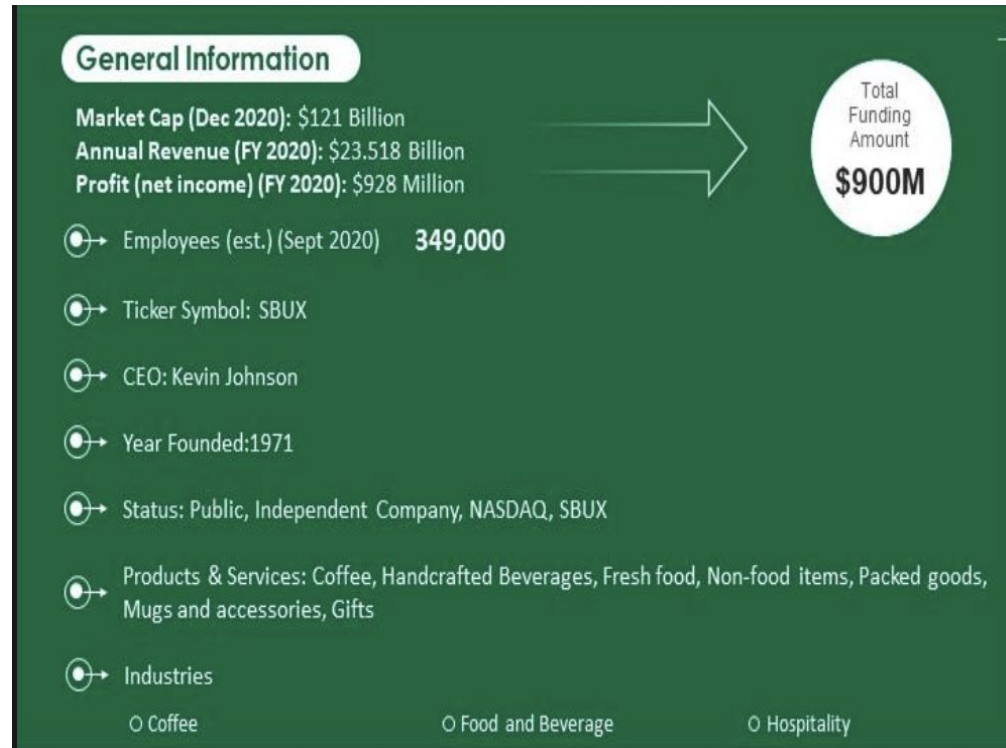 General Information
Market Cap (Dec 2020): $121 Billion
Annual Revenue (FY 2020): $23.518 Billion
Profit (net income) (FY 2020): $928 Million
Total
Funding
Amount
$900M
Employees (est.) (Sept 2020) 349,000
Ticker Symbol: SBUX
CEO: Kevin Johnson
Year Founded:1971
Status: Public, Independent Company, NASDAQ, SBUX
Products & Services: Coffee, Handcrafted Beverages, Fresh food, Non-food items, Packed goods,
Mugs and accessories, Gifts
Industries
Coffee
Food and Beverage
Hospitality